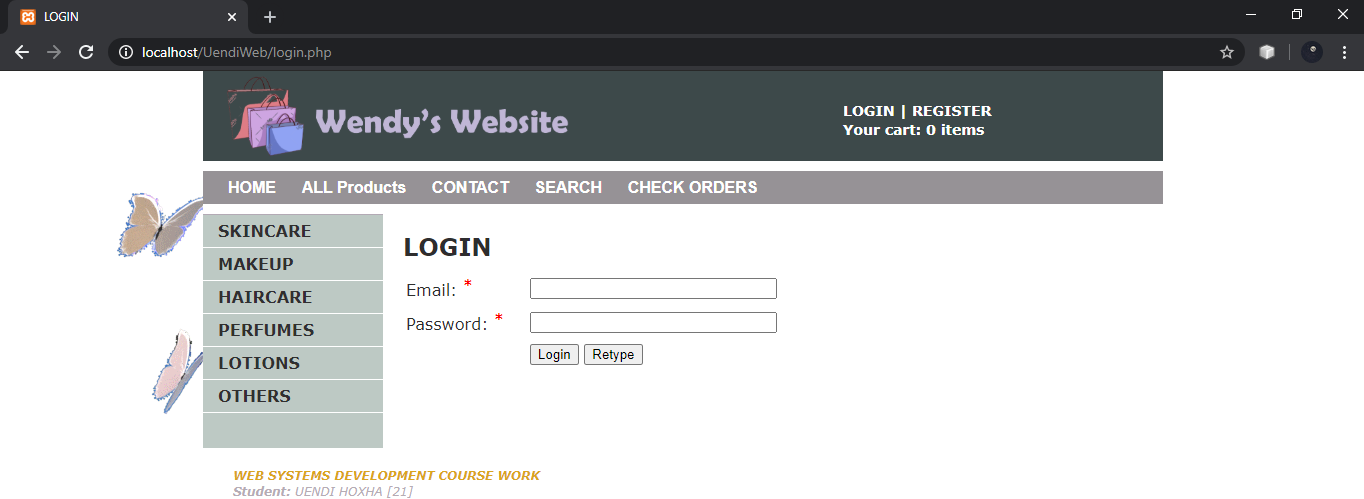 LOGIN
localhost/UendiWeb/login.php
Wendy's Website
LOGIN | REGISTER
Your cart: 0 items
HOME ALL Products CONTACT SEARCH CHECK ORDERS
SKINCARE
MAKEUP
HAIRCARE
PERFUMES
LOTIONS
OTHERS
LOGIN
Email: *
Password: *
Login Retype
WEB SYSTEMS DEVELOPMENT COURSE WORK
Student: UENDI HOXHA [21]